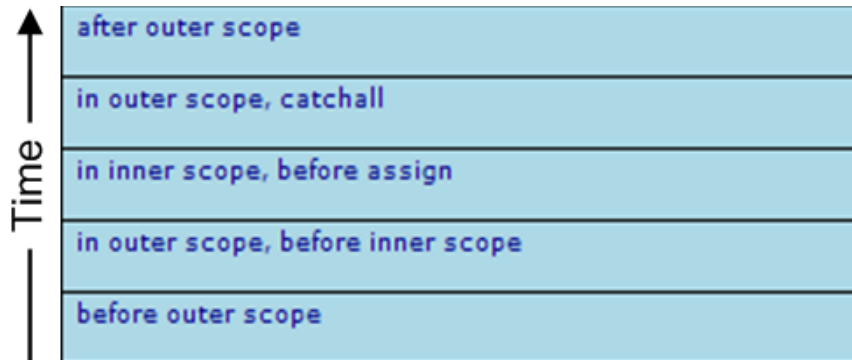 Time
after outer scope
in outer scope, catchall
in inner scope, before assign
in outer scope, before inner scope
before outer scope